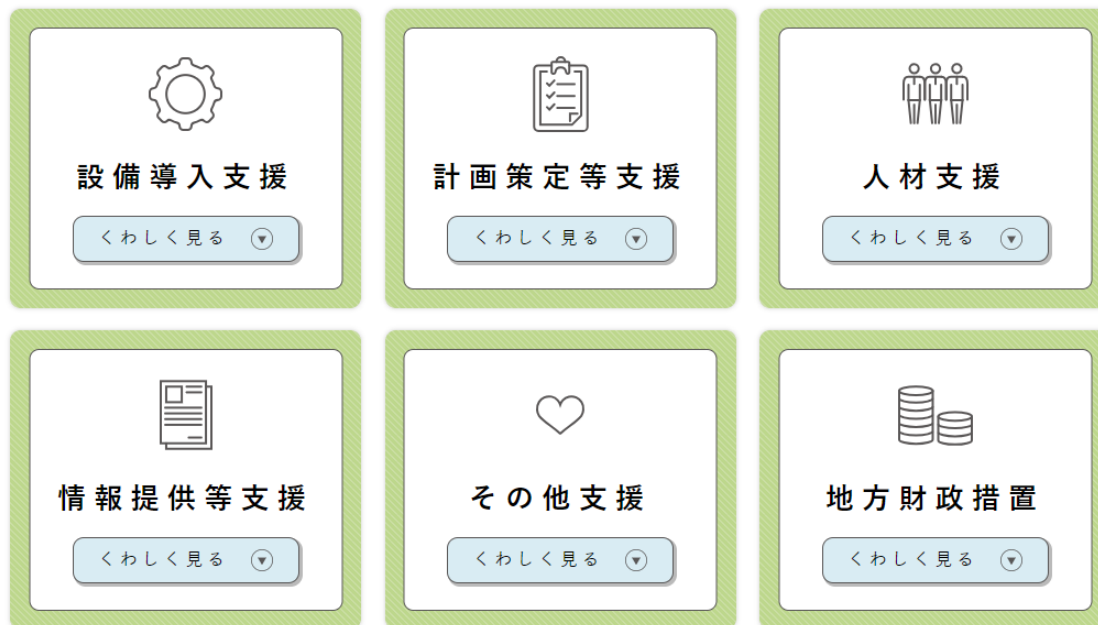 設備導入支援
くわしく見る
計画策定等支援
くわしく見る
人材支援
くわしく見る
情報提供等支援
くわしく見る
その他支援
くわしく見る
地方財政措置
くわしく見る